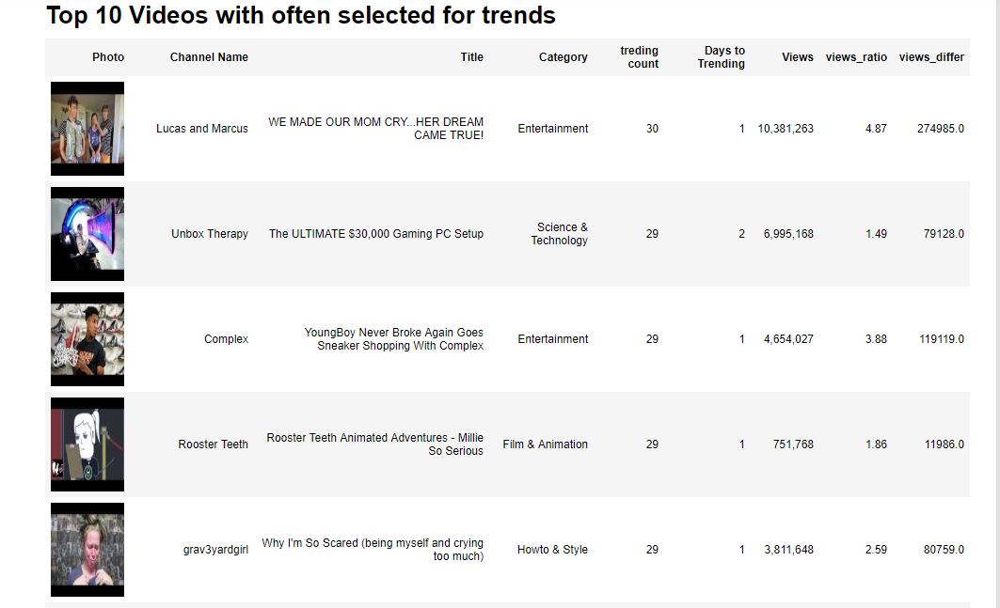 Top 10 Videos with often selected for trends
Photo Channel Name Title Category treding count Days to Trending Views views_ratio views_differ
Lucas and Marcus WE MADE OUR MOM CRY...HER DREAM CAME TRUE! Entertainment 30 1 10,381,263 4.87 274985.0
Unbox Therapy The ULTIMATE $30,000 Gaming PC Setup Science & Technology 29 2 6,995,168 1.49 79128.0
Complex YoungBoy Never Broke Again Goes Sneaker Shopping With Complex Entertainment 29 1 4,654,027 3.88 119119.0
Rooster Teeth Rooster Teeth Animated Adventures - Millie So Serious Film & Animation 29 1 751,768 1.86 11986.0
grav3yardgirl Why I'm So Scared (being myself and crying too much) Howto & Style 29 1 3,811,648 2.59 80759.0